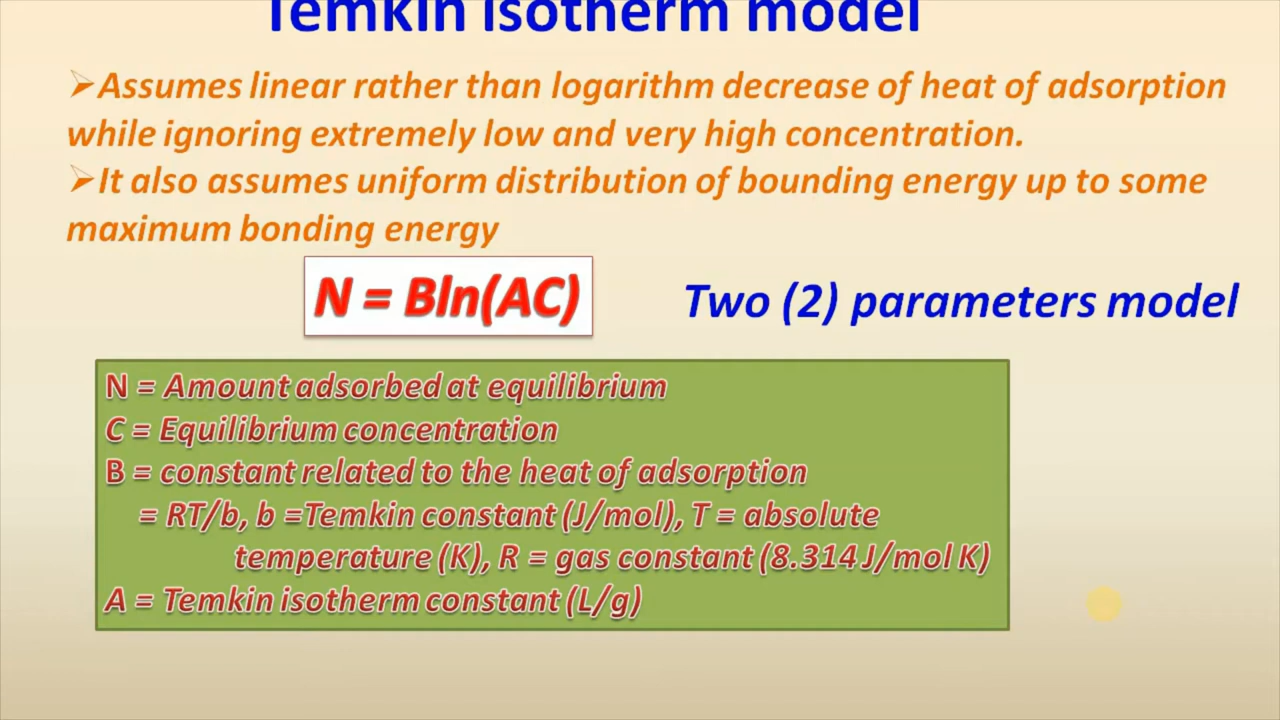 Temkin isotherm model
➢Assumes linear rather than logarithm decrease of heat of adsorption
while ignoring extremely low and very high concentration.
➢It also assumes uniform distribution of bounding energy up to some
maximum bonding energy
N = Bln(AC)
Two (2) parameters model
N = Amount adsorbed at equilibrium
C = Equilibrium concentration
B = constant related to the heat of adsorption
= RT/b, b =Temkin constant (J/mol), T = absolute
temperature (K), R = gas constant (8.314 J/mol K)
A = Temkin isotherm constant (L/g)